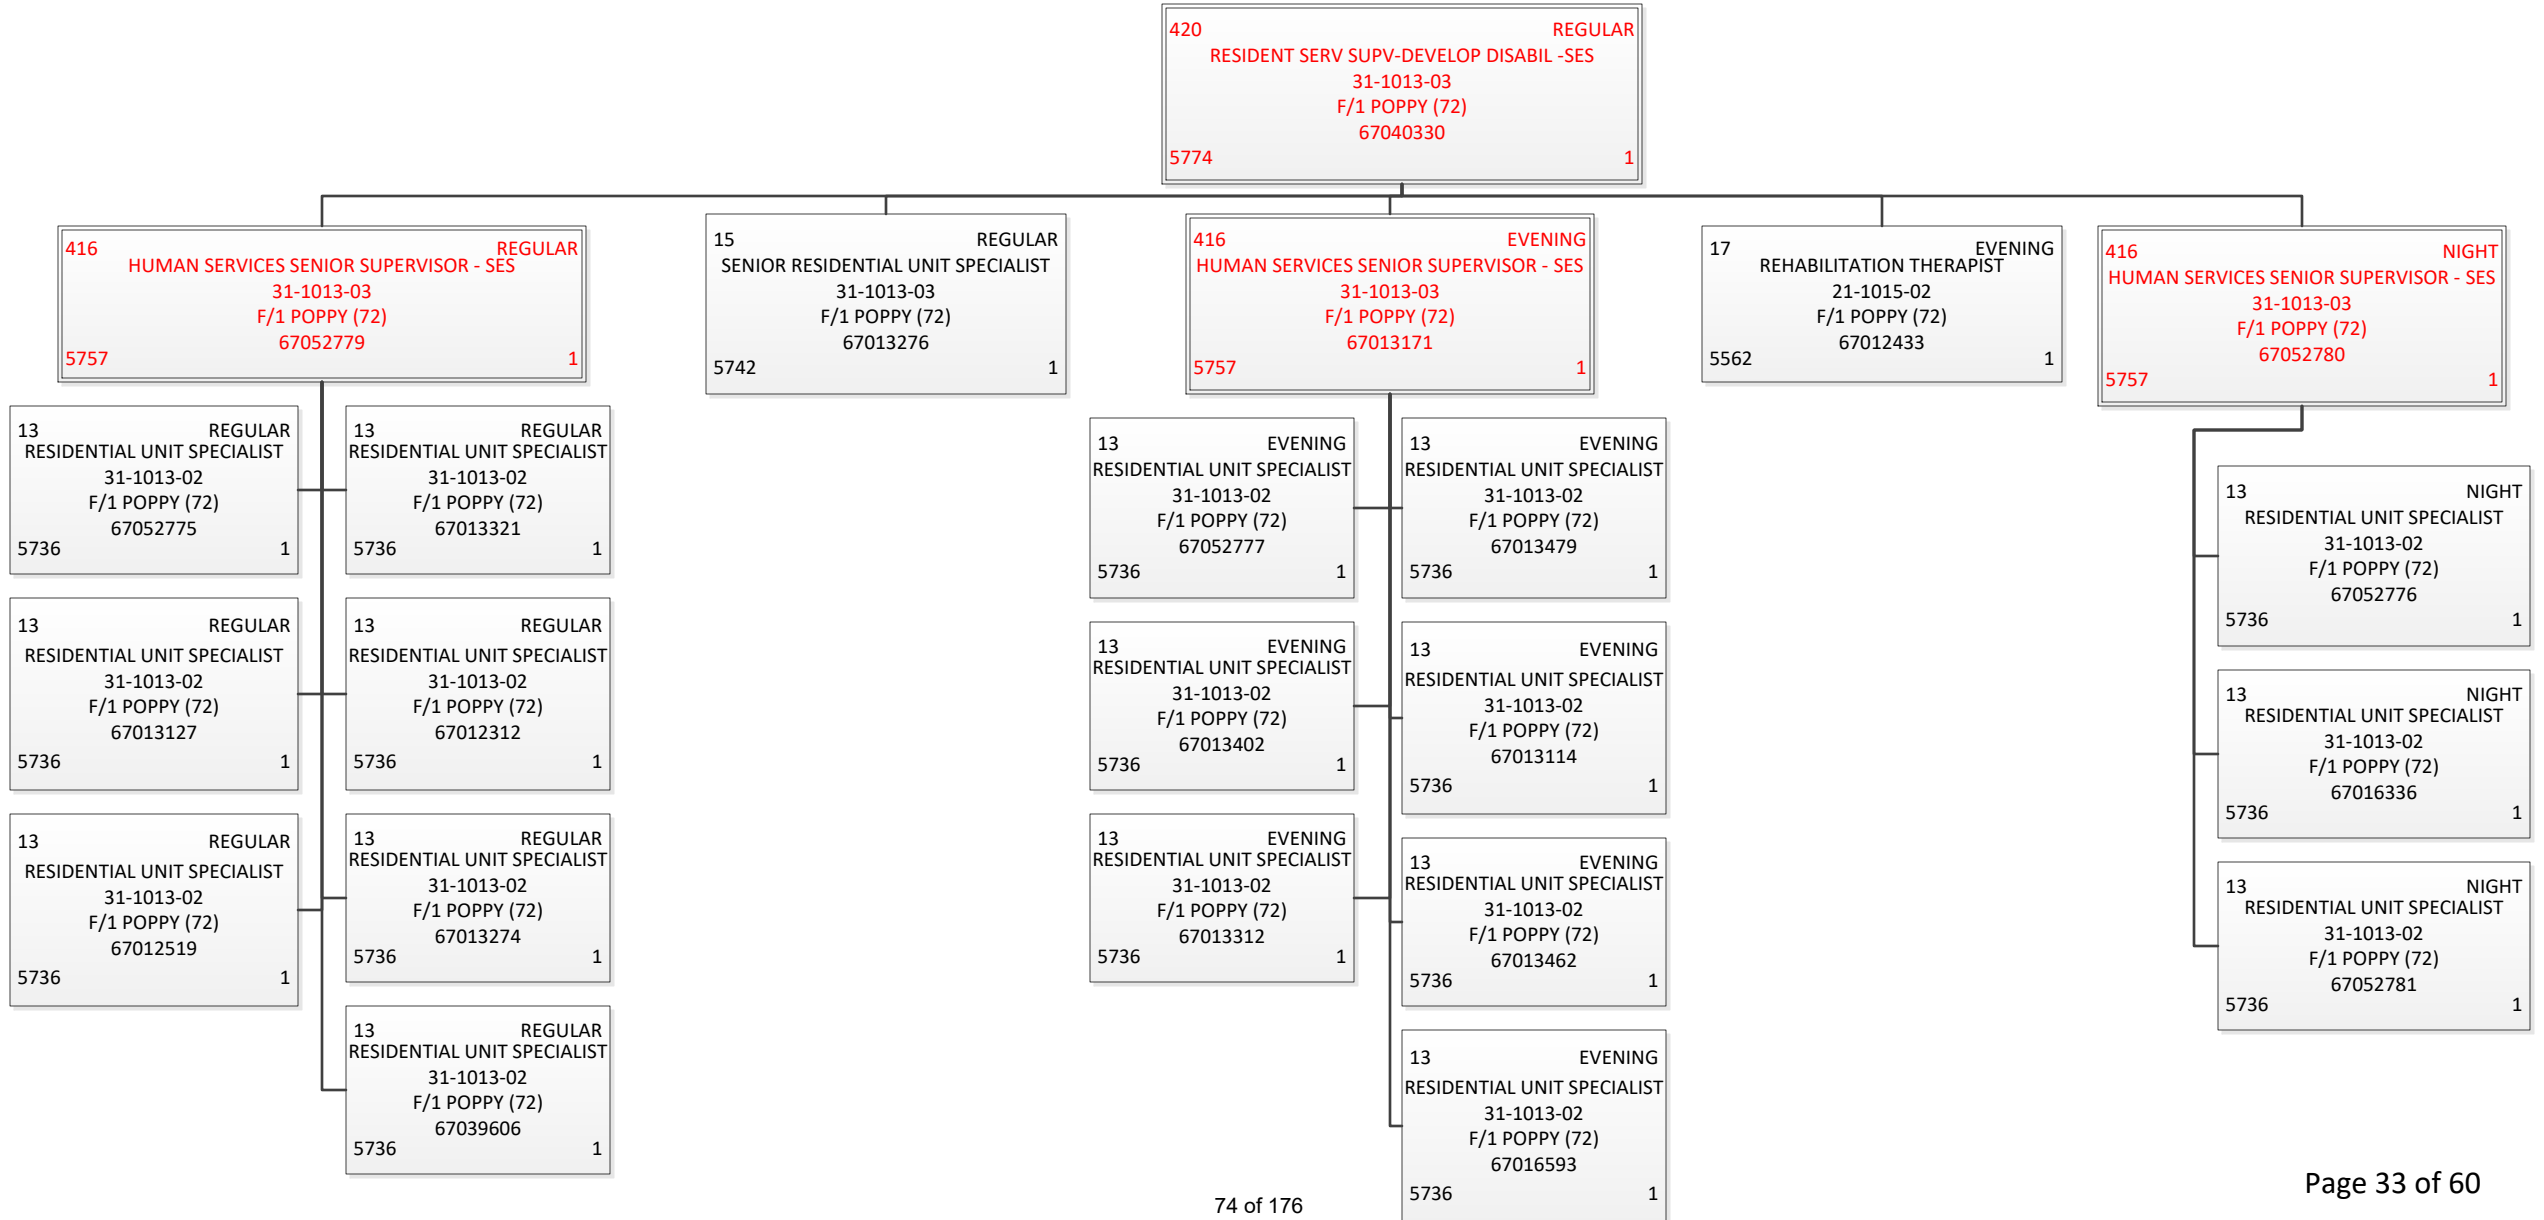 420 REGULAR
RESIDENT SERV SUPV-DEVELOP DISABIL -SES
31-1013-03
F/1 POPPY (72)
67040330
5774 1
416 REGULAR
HUMAN SERVICES SENIOR SUPERVISOR - SES
31-1013-03
F/1 POPPY (72)
67052779
5757 1
15 REGULAR
SENIOR RESIDENTIAL UNIT SPECIALIST
31-1013-03
F/1 POPPY (72)
67013276
5742 1
416 EVENING
HUMAN SERVICES SENIOR SUPERVISOR - SES
31-1013-03
F/1 POPPY (72)
67013171
5757 1
17 EVENING
REHABILITATION THERAPIST
21-1015-02
F/1 POPPY (72)
67012433
5562 1
416 NIGHT
HUMAN SERVICES SENIOR SUPERVISOR - SES
31-1013-03
F/1 POPPY (72)
67052780
5757 1
13 REGULAR
RESIDENTIAL UNIT SPECIALIST
31-1013-02
F/1 POPPY (72)
67052775
5736 1
13 REGULAR
RESIDENTIAL UNIT SPECIALIST
31-1013-02
F/1 POPPY (72)
67013321
5736 1
13 REGULAR
RESIDENTIAL UNIT SPECIALIST
31-1013-02
F/1 POPPY (72)
67013127
5736 1
13 REGULAR
RESIDENTIAL UNIT SPECIALIST
31-1013-02
F/1 POPPY (72)
67012312
5736 1
13 REGULAR
RESIDENTIAL UNIT SPECIALIST
31-1013-02
F/1 POPPY (72)
67012519
5736 1
13 REGULAR
RESIDENTIAL UNIT SPECIALIST
31-1013-02
F/1 POPPY (72)
67013274
5736 1
13 REGULAR
RESIDENTIAL UNIT SPECIALIST
31-1013-02
F/1 POPPY (72)
67039606
5736 1
13 EVENING
RESIDENTIAL UNIT SPECIALIST
31-1013-02
F/1 POPPY (72)
67052777
5736 1
13 EVENING
RESIDENTIAL UNIT SPECIALIST
31-1013-02
F/1 POPPY (72)
67013479
5736 1
13 EVENING
RESIDENTIAL UNIT SPECIALIST
31-1013-02
F/1 POPPY (72)
67013402
5736 1
13 EVENING
RESIDENTIAL UNIT SPECIALIST
31-1013-02
F/1 POPPY (72)
67013114
5736 1
13 EVENING
RESIDENTIAL UNIT SPECIALIST
31-1013-02
F/1 POPPY (72)
67013312
5736 1
13 EVENING
RESIDENTIAL UNIT SPECIALIST
31-1013-02
F/1 POPPY (72)
67013462
5736 1
13 EVENING
RESIDENTIAL UNIT SPECIALIST
31-1013-02
F/1 POPPY (72)
67016593
5736 1
13 NIGHT
RESIDENTIAL UNIT SPECIALIST
31-1013-02
F/1 POPPY (72)
67052776
5736 1
13 NIGHT
RESIDENTIAL UNIT SPECIALIST
31-1013-02
F/1 POPPY (72)
67016336
5736 1
13 NIGHT
RESIDENTIAL UNIT SPECIALIST
31-1013-02
F/1 POPPY (72)
67052781
5736 1
74 of 176
Page 33 of 60